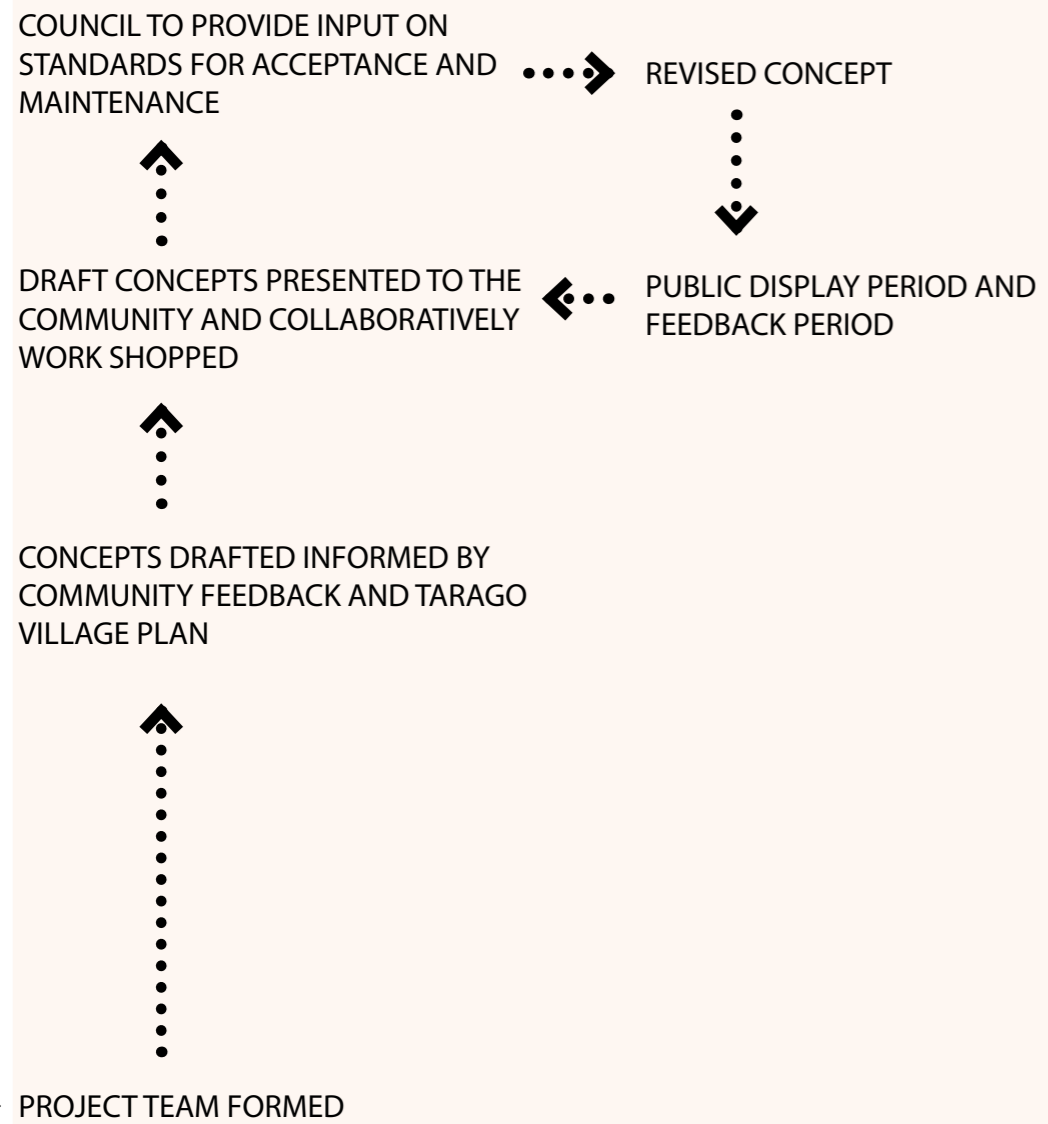 COUNCIL TO PROVIDE INPUT ON
STANDARDS FOR ACCEPTANCE AND
MAINTENANCE
REVISED CONCEPT
DRAFT CONCEPTS PRESENTED TO THE
COMMUNITY AND COLLABORATIVELY
WORK SHOPPED
PUBLIC DISPLAY PERIOD AND
FEEDBACK PERIOD
CONCEPTS DRAFTED INFORMED BY
COMMUNITY FEEDBACK AND TARAGO
VILLAGE PLAN
PROJECT TEAM FORMED